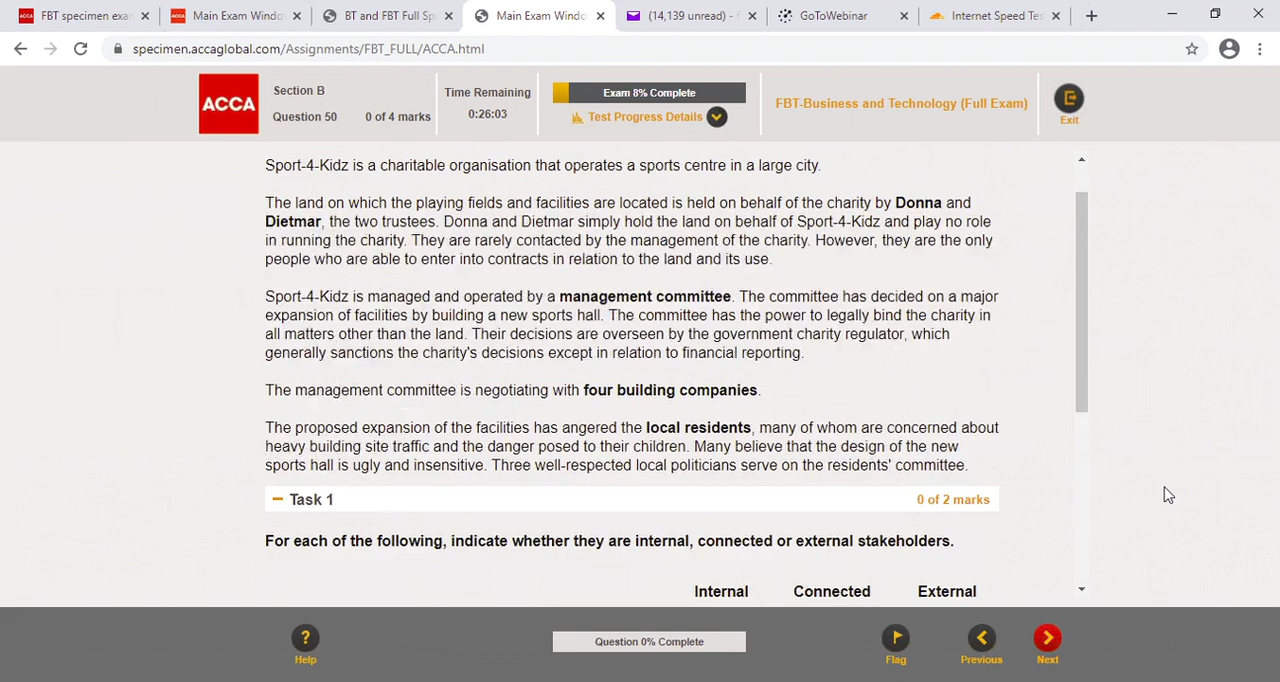 FBT specimen exa
Main Exam Windo
BT and FBT Full Sp
Main Exam Windo
(14,139 unread) - f
GoToWebinar
Internet Speed Tes
specimen.accaglobal.com/Assignments/FBT_FULL/ACCA.html
ACCA
Section B
Question 50 0 of 4 marks
Time Remaining
0:26:03
Exam 8% Complete
Test Progress Details
FBT-Business and Technology (Full Exam)
Exit
Sport-4-Kidz is a charitable organisation that operates a sports centre in a large city.
The land on which the playing fields and facilities are located is held on behalf of the charity by Donna and
Dietmar, the two trustees. Donna and Dietmar simply hold the land on behalf of Sport-4-Kidz and play no role
in running the charity. They are rarely contacted by the management of the charity. However, they are the only
people who are able to enter into contracts in relation to the land and its use.
Sport-4-Kidz is managed and operated by a management committee. The committee has decided on a major
expansion of facilities by building a new sports hall. The committee has the power to legally bind the charity in
all matters other than the land. Their decisions are overseen by the government charity regulator, which
generally sanctions the charity's decisions except in relation to financial reporting.
The management committee is negotiating with four building companies.
The proposed expansion of the facilities has angered the local residents, many of whom are concerned about
heavy building site traffic and the danger posed to their children. Many believe that the design of the new
sports hall is ugly and insensitive. Three well-respected local politicians serve on the residents' committee.
Task 1 0 of 2 marks
For each of the following, indicate whether they are internal, connected or external stakeholders.
Internal Connected External
?
Help
Question 0% Complete
Flag
Previous
Next